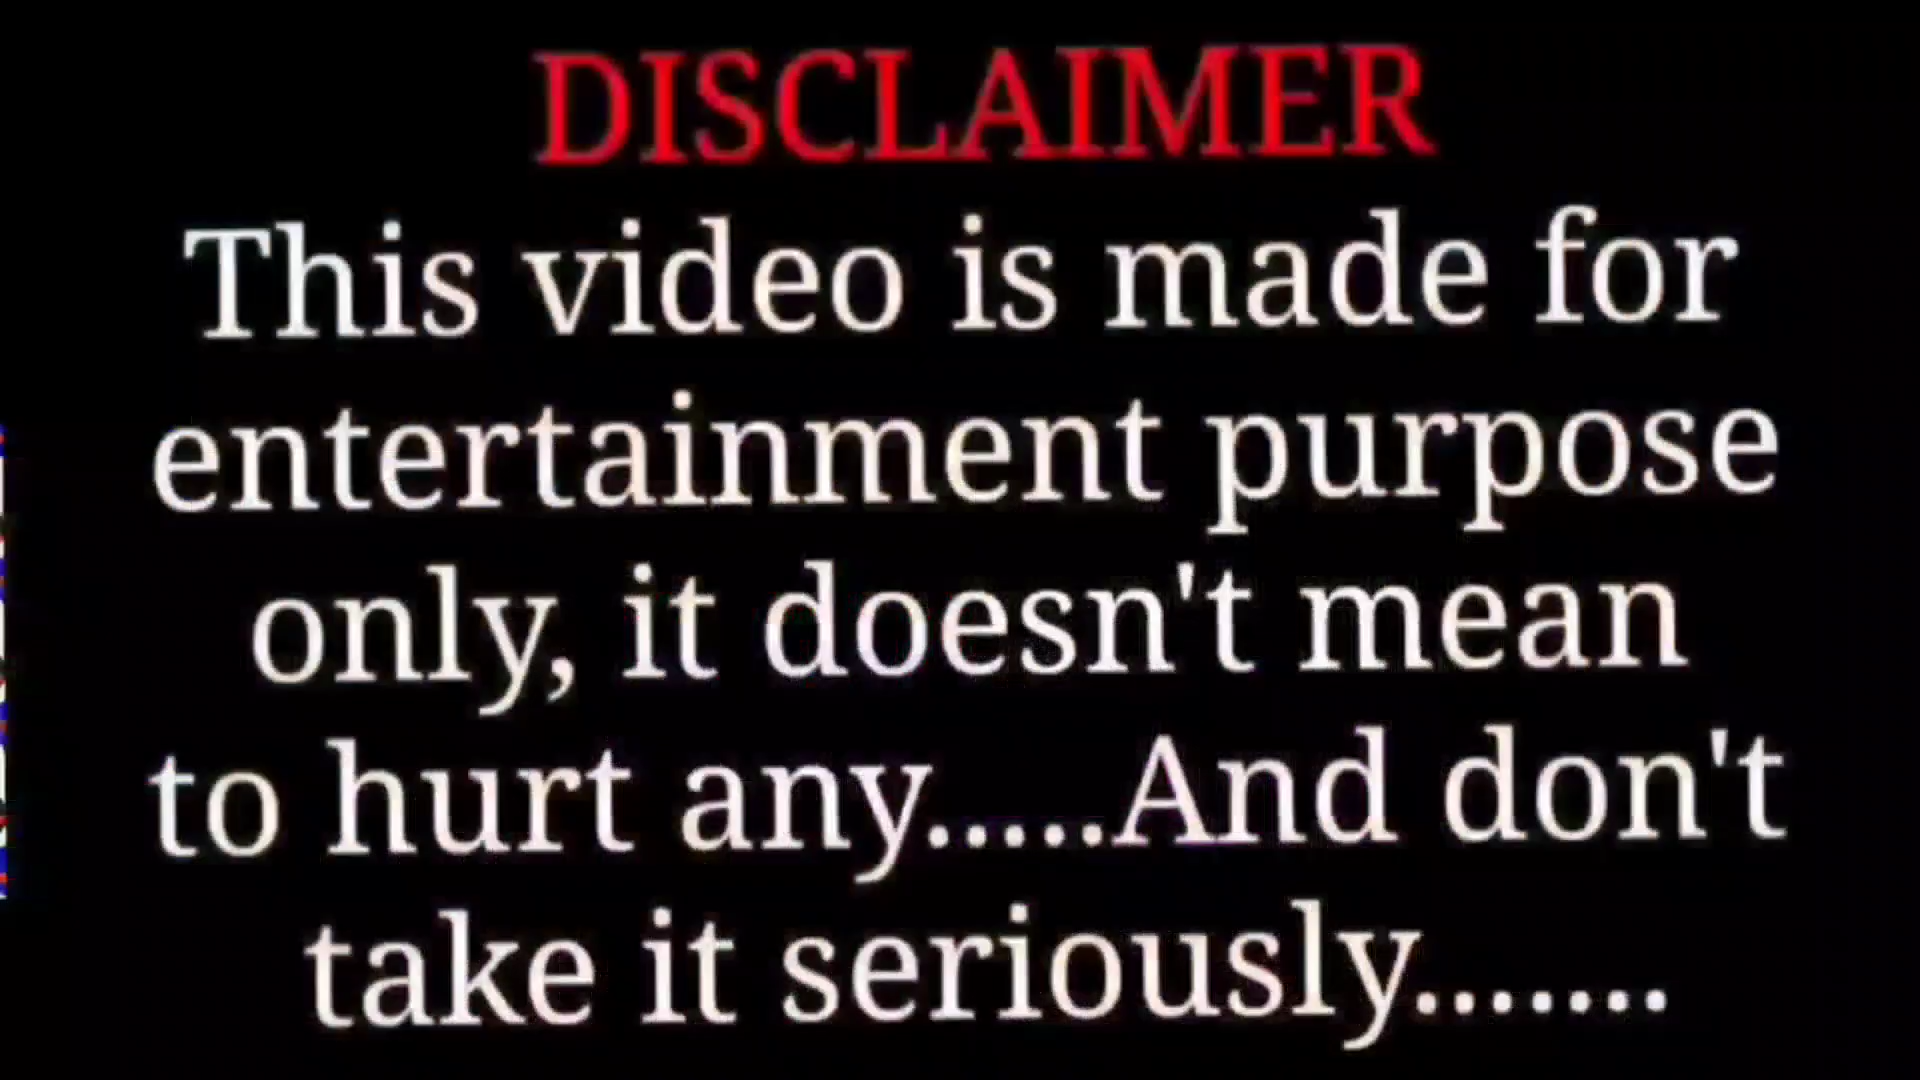 DISCLAIMER
This video is made for
entertainment purpose
only, it doesn't mean
to hurt any.....And don't
take it seriously.......